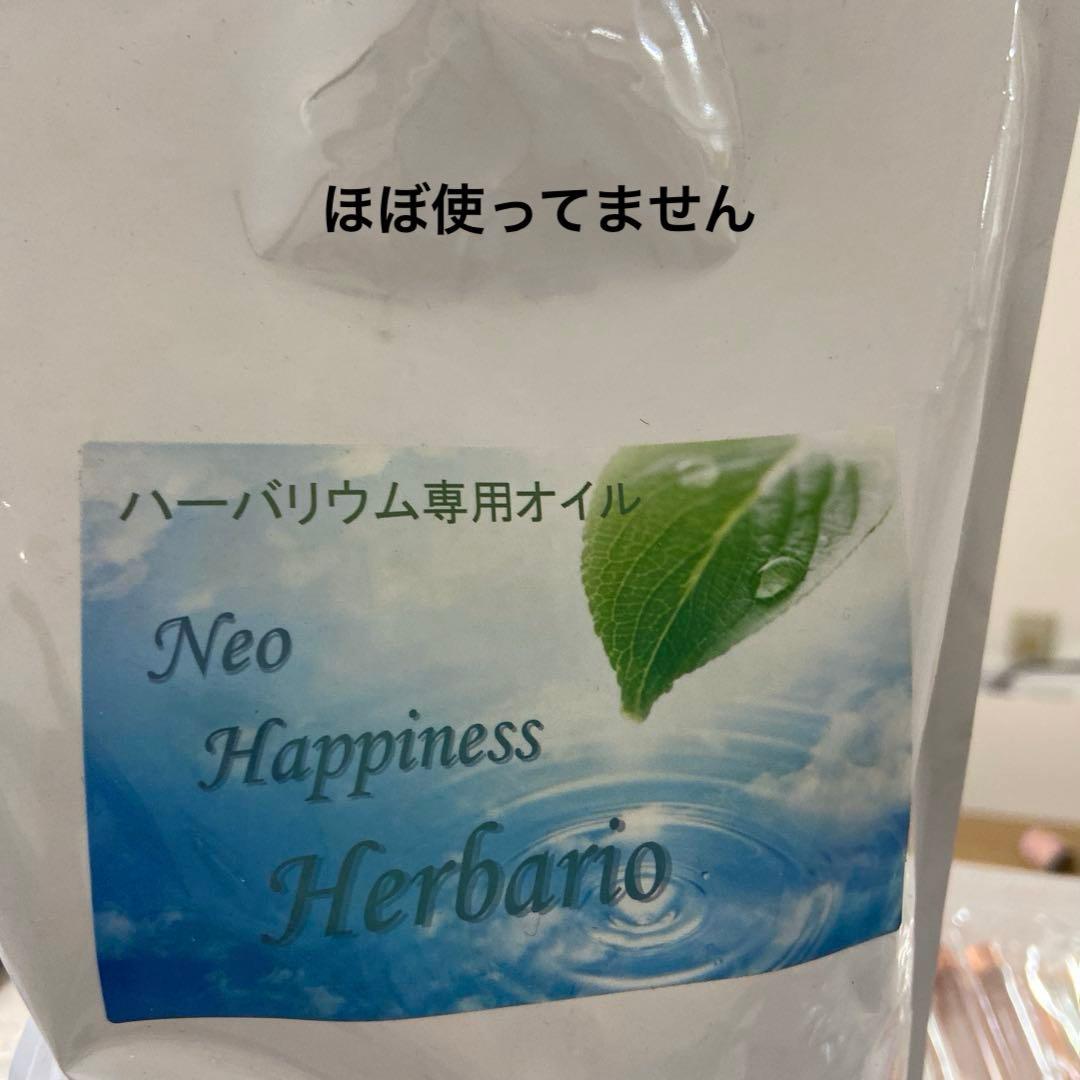 ほぼ使ってません
ハーバリウム専用オイル
Neo
Happiness
Herbario